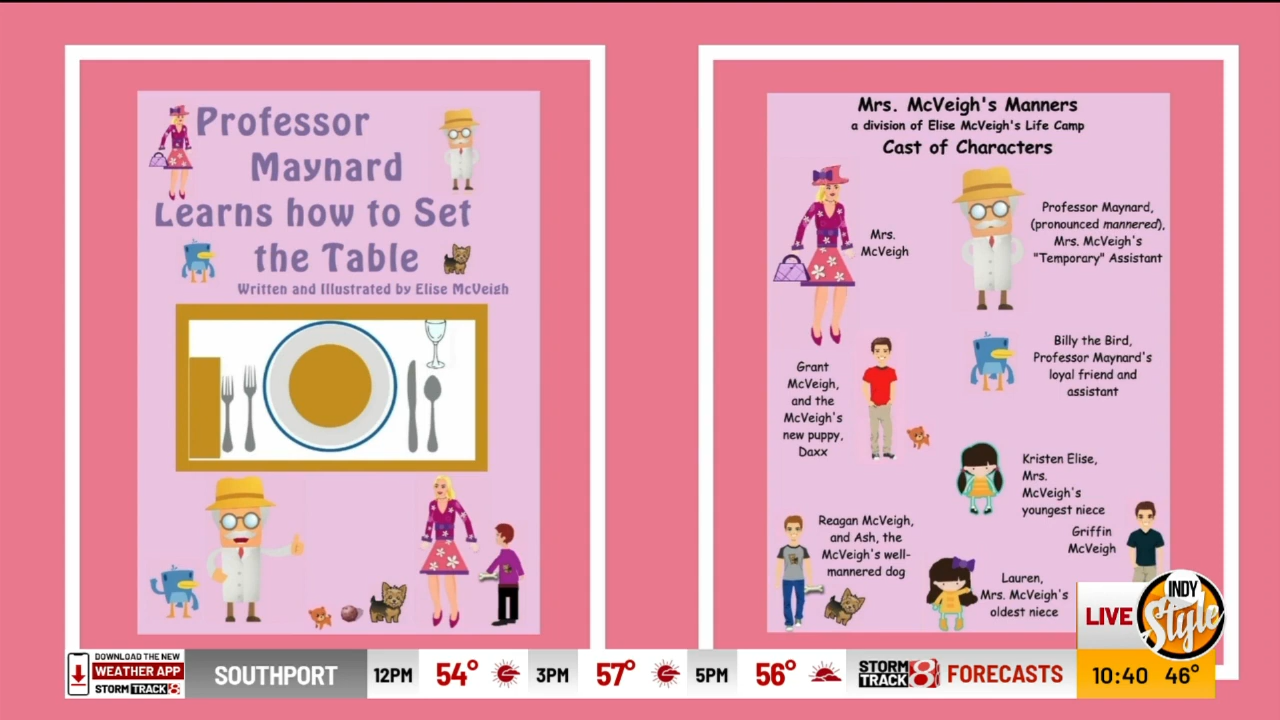 Professor
Maynard
Learns how to Set
the Table
Written and Illustrated by Elise McVeigh
Mrs. McVeigh's Manners
a division of Elise McVeigh's Life Camp
Cast of Characters
Mrs.
McVeigh
Professor Maynard,
(pronounced mannered),
Mrs. McVeigh's
"Temporary" Assistant
Grant
McVeigh,
and the
McVeigh's
new puppy,
Daxx
Billy the Bird,
Professor Maynard's
loyal friend and
assistant
Kristen Elise,
Mrs.
McVeigh's
youngest niece
Reagan McVeigh,
and Ash, the
McVeigh's well-
mannered dog
Griffin
McVeigh
Lauren,
Mrs. McVeigh's
oldest niece
LIVE
INDY
Style
DOWNLOAD THE NEW
WEATHER APP
STORM TRACK 8
SOUTHPORT
12PM 54°
3PM 57°
5PM 56°
STORM
TRACK 8 FORECASTS
10:40 46°